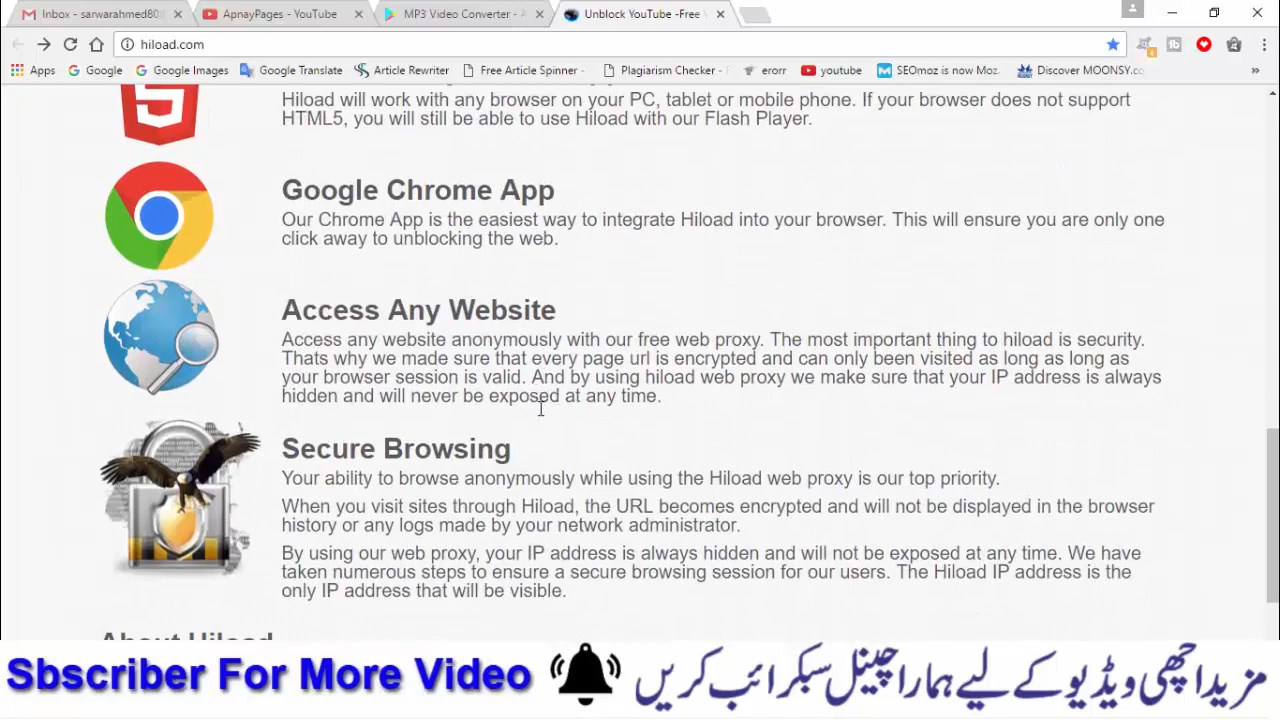 Inbox - sarwarahmed80
ApnayPages - YouTube
MP3 Video Converter - A
Unblock YouTube -Free V
hiload.com
Apps
Google
Google Images
Google Translate
Article Rewriter
Free Article Spinner -
Plagiarism Checker -
erorr
youtube
SEOmoz is now Moz
Discover MOONSY.co
Hiload will work with any browser on your PC, tablet or mobile phone. If your browser does not support
HTML5, you will still be able to use Hiload with our Flash Player.
5
Google Chrome App
Our Chrome App is the easiest way to integrate Hiload into your browser. This will ensure you are only one
click away to unblocking the web.
Access Any Website
Access any website anonymously with our free web proxy. The most important thing to hiload is security.
Thats why we made sure that every page url is encrypted and can only been visited as long as long as
your browser session is valid. And by using hiload web proxy we make sure that your IP address is always
hidden and will never be exposed at any time.
Secure Browsing
Your ability to browse anonymously while using the Hiload web proxy is our top priority.
When you visit sites through Hiload, the URL becomes encrypted and will not be displayed in the browser
history or any logs made by your network administrator.
By using our web proxy, your IP address is always hidden and will not be exposed at any time. We have
taken numerous steps to ensure a secure browsing session for our users. The Hiload IP address is the
only IP address that will be visible.
About Hiload
Sbscriber For More Video
مزید اچھی ویڈیو کے لیے ہمارا چینل سبکرائب کریں